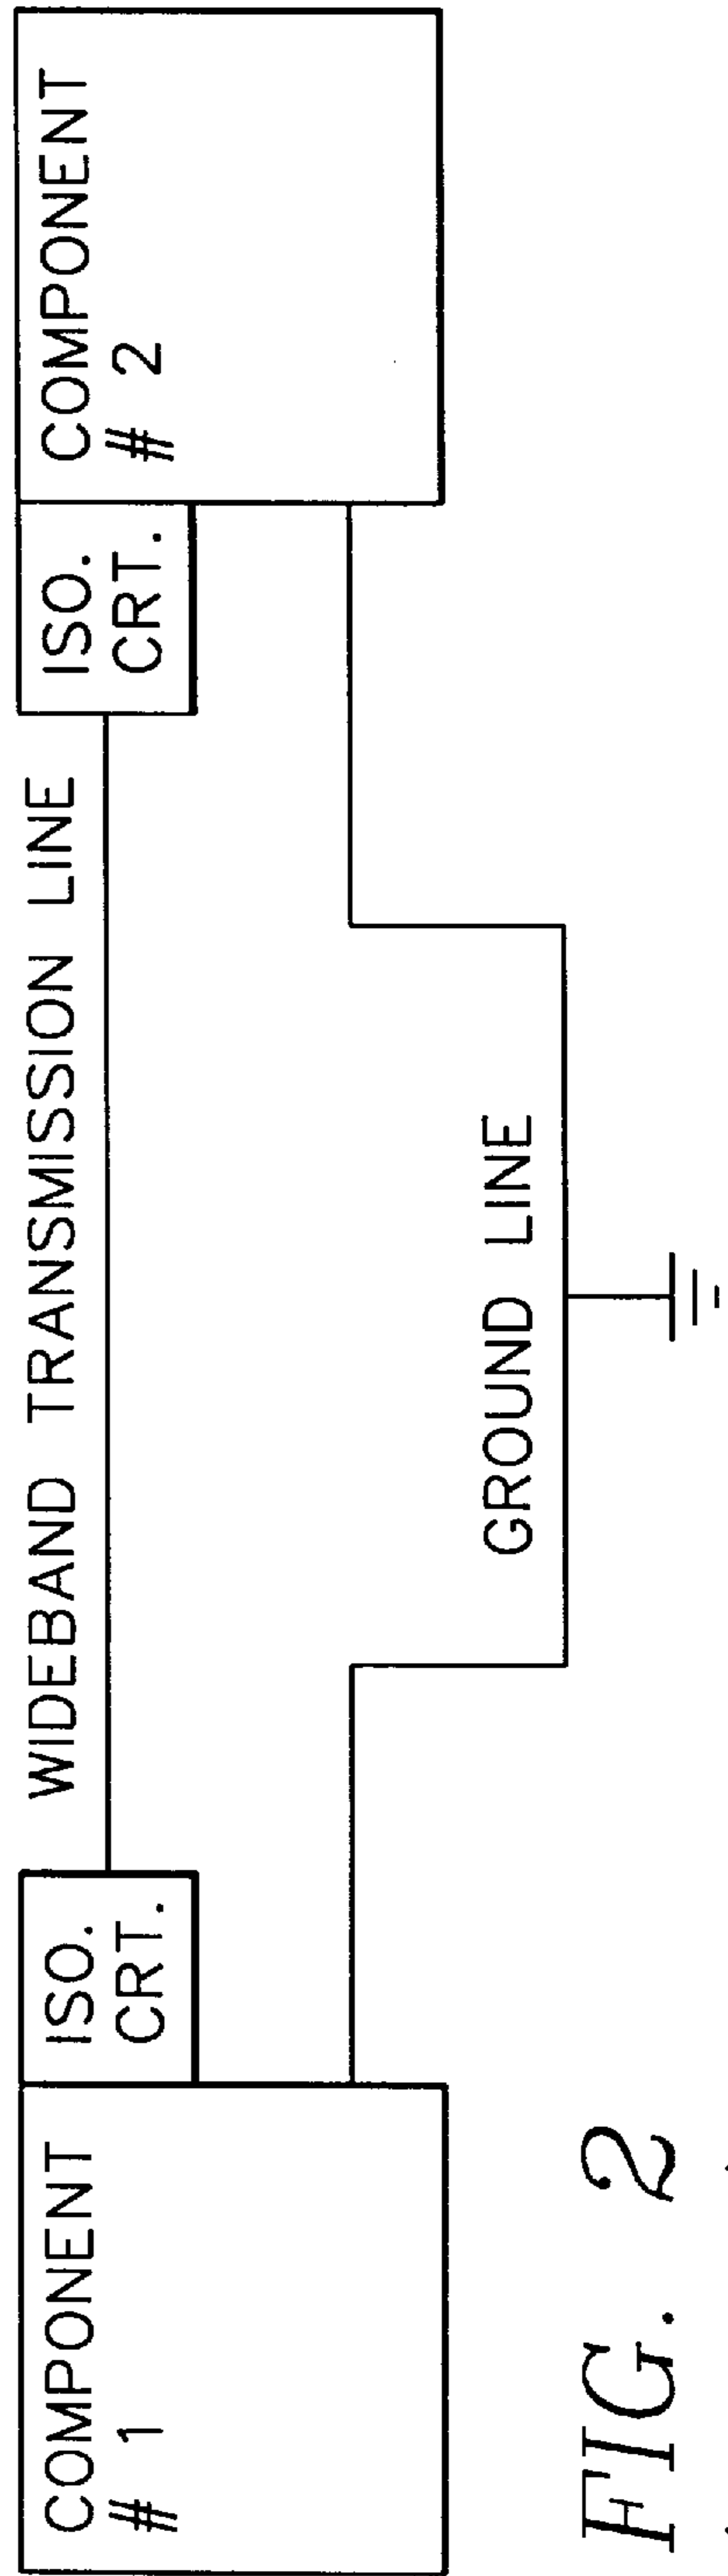 COMPONENT
# 1
ISO.
CRT.
WIDEBAND TRANSMISSION LINE
ISO.
CRT.
COMPONENT
# 2
GROUND LINE
FIG. 2